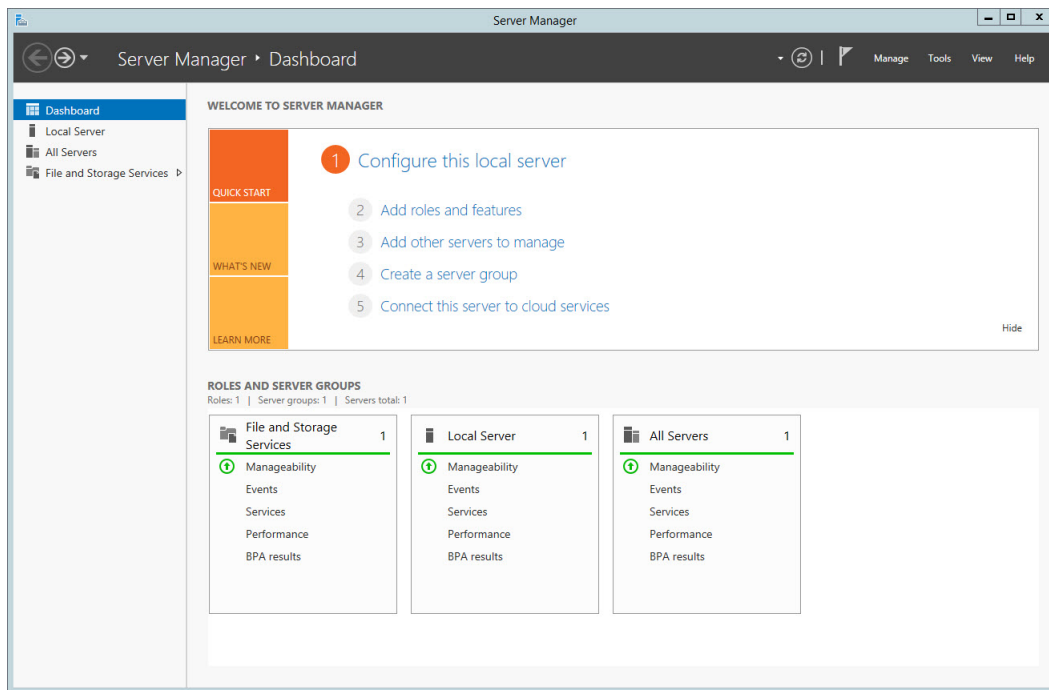 Server Manager
Server Manager ‣ Dashboard
Manage Tools View Help
Dashboard
Local Server
All Servers
File and Storage Services
WELCOME TO SERVER MANAGER
QUICK START
WHAT'S NEW
LEARN MORE
1 Configure this local server
2 Add roles and features
3 Add other servers to manage
4 Create a server group
5 Connect this server to cloud services
Hide
ROLES AND SERVER GROUPS
Roles: 1 | Server groups: 1 | Servers total: 1
File and Storage
Services 1
Manageability
Events
Services
Performance
BPA results
Local Server 1
Manageability
Events
Services
Performance
BPA results
All Servers 1
Manageability
Events
Services
Performance
BPA results